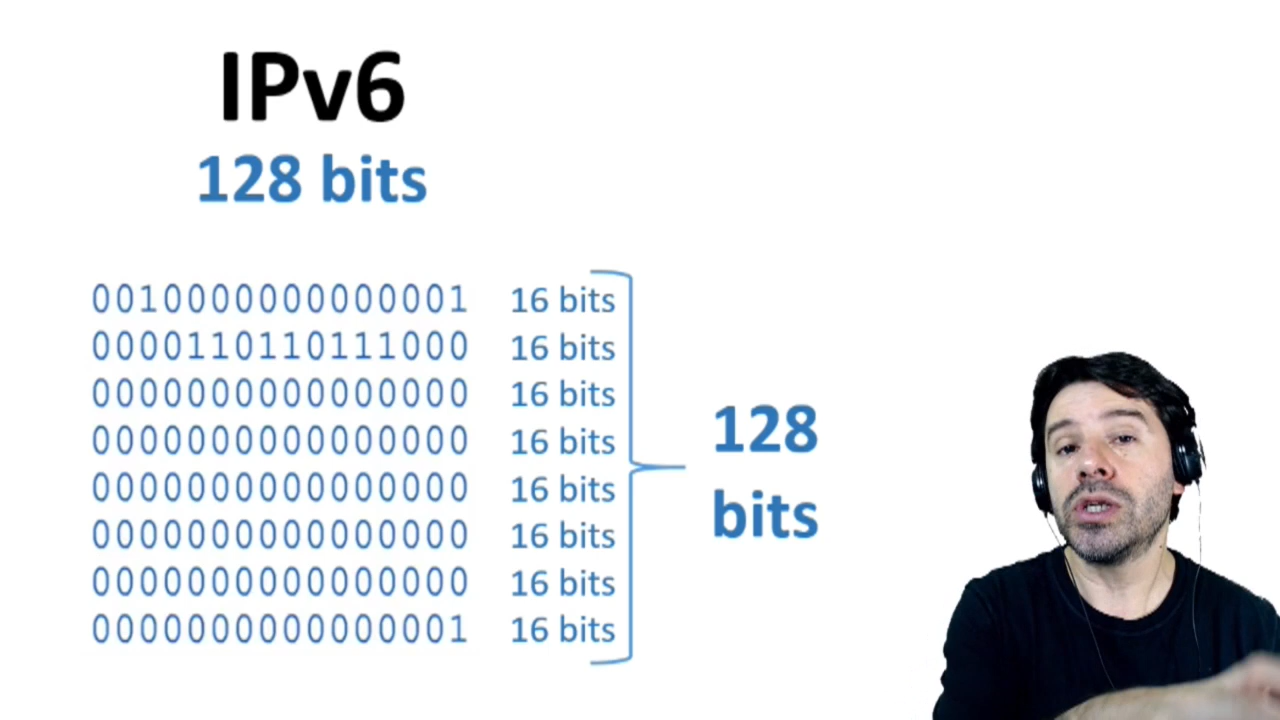 IPv6
128 bits
0010000000000001 16 bits
0000110110111000 16 bits
0000000000000000 16 bits
0000000000000000 16 bits
0000000000000000 16 bits
0000000000000000 16 bits
0000000000000000 16 bits
0000000000000001 16 bits
128
bits